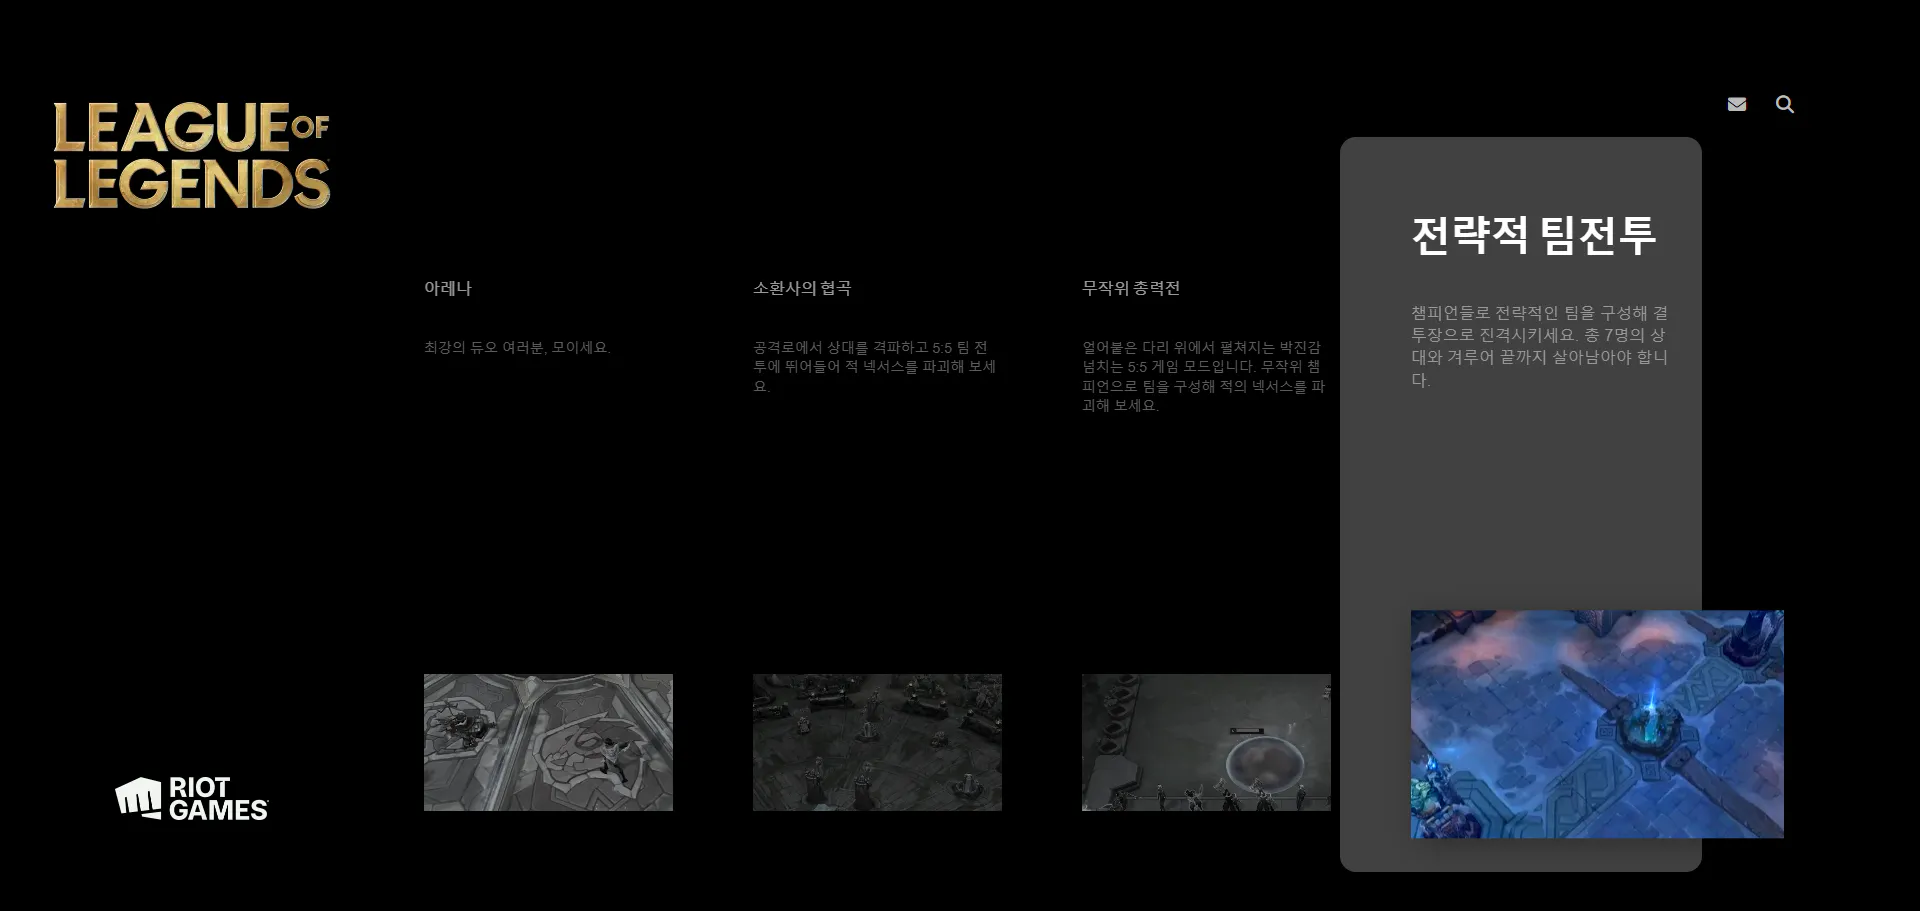 LEAGUE OF
LEGENDS
아레나
최강의 듀오 여러분, 모이세요.
소환사의 협곡
공격로에서 상대를 격파하고 5:5 팀 전
투에 뛰어들어 적 넥서스를 파괴해 보세
요.
무작위 총력전
얼어붙은 다리 위에서 펼쳐지는 박진감
넘치는 5:5 게임 모드입니다. 무작위 챔
피언으로 팀을 구성해 적의 넥서스를 파
괴해 보세요.
전략적 팀전투
챔피언들로 전략적인 팀을 구성해 결
투장으로 진격시키세요. 총 7명의 상
대와 겨루어 끝까지 살아남아야 합니
다.
RIOT
GAMES